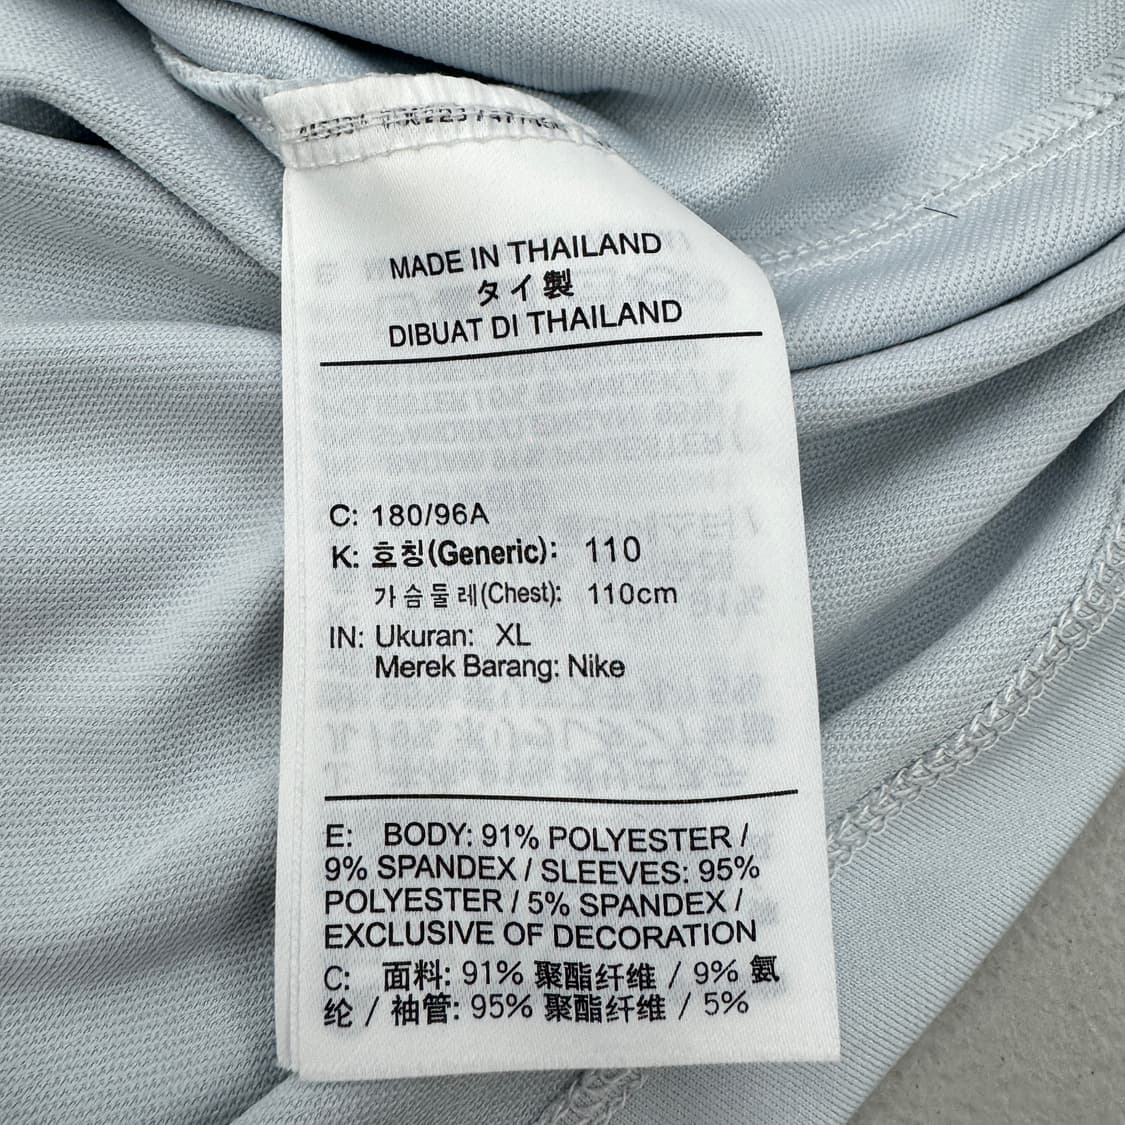 MADE IN THAILAND
タイ製
DIBUAT DI THAILAND
C: 180/96A
K: 호칭(Generic): 110
가슴둘레(Chest): 110cm
IN: Ukuran: XL
Merek Barang: Nike
E: BODY: 91% POLYESTER /
9% SPANDEX / SLEEVES: 95%
POLYESTER / 5% SPANDEX /
EXCLUSIVE OF DECORATION
C: 面料: 91% 聚酯纤维 / 9% 氨
纶 / 袖管: 95% 聚酯纤维 / 5%